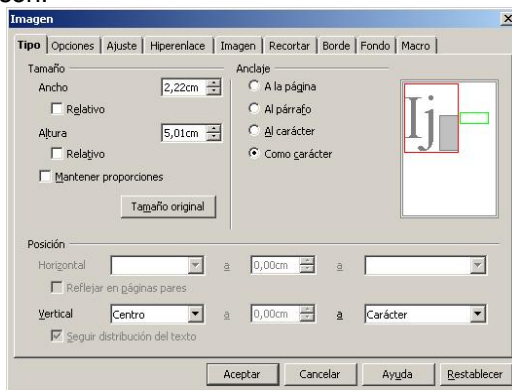 Imagen
Tipo Opciones Ajuste Hiperenlace Imagen Recortar Borde Fondo Macro
Tamaño
Ancho 2,22cm
Relativo
Altura 5,01cm
Relativo
Mantener proporciones
Tamaño original
Anclaje
A la página
Al párrafo
Al carácter
Como carácter
Ij
Posición
Horizontal a 0,00cm a
Reflejar en páginas pares
Vertical Centro a 0,00cm a Carácter
Seguir distribución del texto
Aceptar Cancelar Ayuda Restablecer